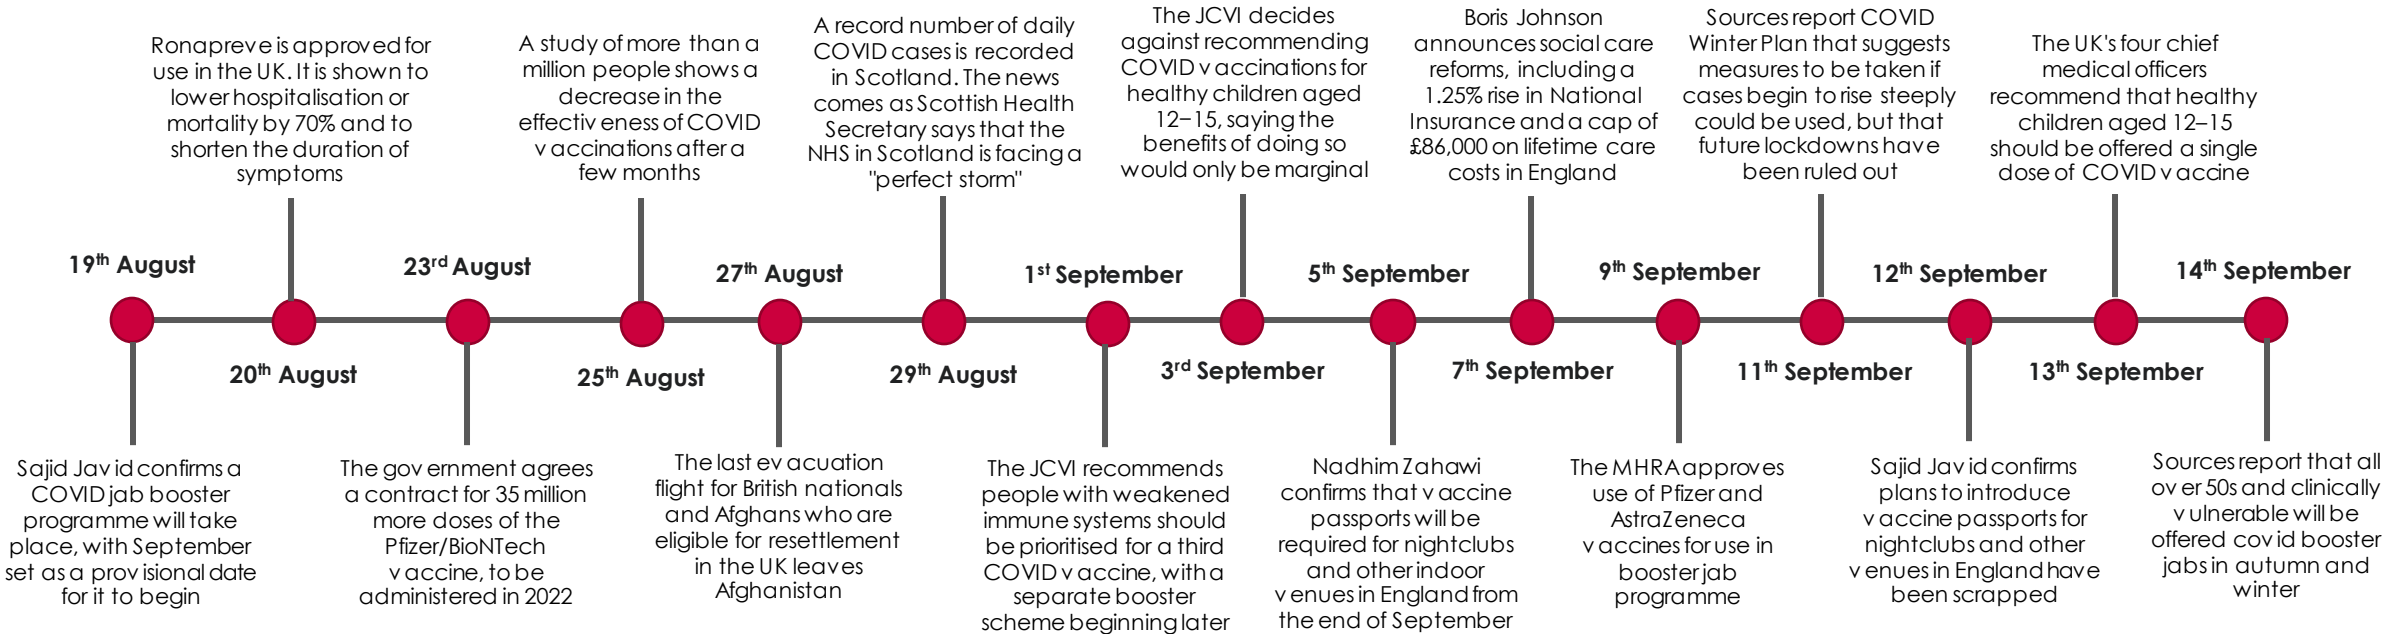 Ronapreve is approved for
use in the UK. It is shown to
lower hospitalisation or
mortality by 70% and to
shorten the duration of
symptoms
A study of more than a
million people shows a
decrease in the
effectiveness of COVID
vaccinations after a
few months
A record number of daily
COVID cases is recorded
in Scotland. The news
comes as Scottish Health
Secretary says that the
NHS in Scotland is facing a
"perfect storm"
The JCVI decides
against recommending
COVID vaccinations for
healthy children aged
12–15, saying the
benefits of doing so
would only be marginal
Boris Johnson
announces social care
reforms, including a
1.25% rise in National
Insurance and a cap of
£86,000 on lifetime care
costs in England
Sources report COVID
Winter Plan that suggests
measures to be taken if
cases begin to rise steeply
could be used, but that
future lockdowns have
been ruled out
The UK's four chief
medical officers
recommend that healthy
children aged 12–15
should be offered a single
dose of COVID vaccine
19th August
23rd August
27th August
1st September
5th September
9th September
12th September
14th September
20th August
25th August
29th August
3rd September
7th September
11th September
13th September
Sajid Javid confirms a
COVID jab booster
programme will take
place, with September
set as a provisional date
for it to begin
The government agrees
a contract for 35 million
more doses of the
Pfizer/BioNTech
vaccine, to be
administered in 2022
The last evacuation
flight for British nationals
and Afghans who are
eligible for resettlement
in the UK leaves
Afghanistan
The JCVI recommends
people with weakened
immune systems should
be prioritised for a third
COVID vaccine, with a
separate booster
scheme beginning later
Nadhim Zahawi
confirms that vaccine
passports will be
required for nightclubs
and other indoor
venues in England from
the end of September
The MHRA approves
use of Pfizer and
AstraZeneca
vaccines for use in
booster jab
programme
Sajid Javid confirms
plans to introduce
vaccine passports for
nightclubs and other
venues in England have
been scrapped
Sources report that all
over 50s and clinically
vulnerable will be
offered covid booster
jabs in autumn and
winter